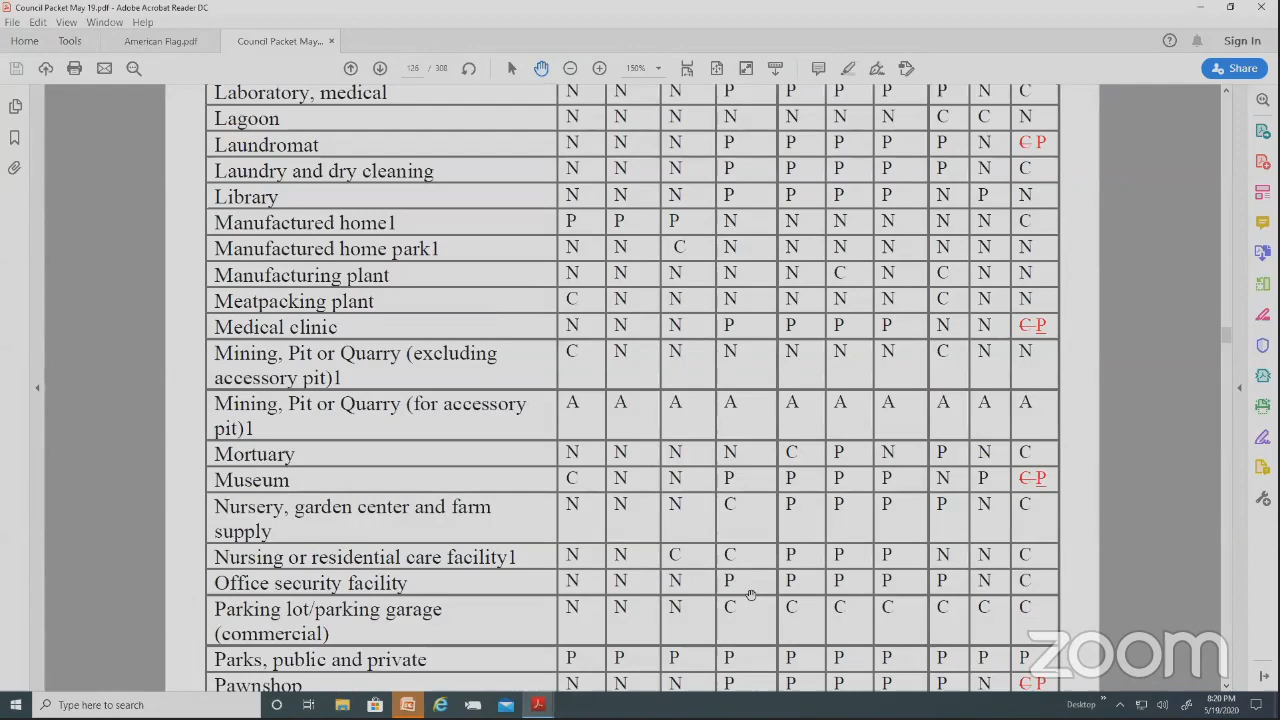 Council Packet May 19.pdf - Adobe Acrobat Reader DC
File Edit View Window Help
Home Tools American Flag.pdf Council Packet May... × Sign In
126 / 308 150% Share
Laboratory, medical N N N P P P P P N C
Lagoon N N N N N N N C C N
Laundromat N N N P P P P P N C P
Laundry and dry cleaning N N N P P P P P N C
Library N N N P P P P N P N
Manufactured home1 P P P N N N N N N C
Manufactured home park1 N N C N N N N N N N
Manufacturing plant N N N N N C N C N N
Meatpacking plant C N N N N N N C N N
Medical clinic N N N P P P P N N C P
Mining, Pit or Quarry (excluding C N N N N N N C N N
accessory pit)1
Mining, Pit or Quarry (for accessory A A A A A A A A A A
pit)1
Mortuary N N N N C P N P N C
Museum C N N P P P P N P C P
Nursery, garden center and farm N N N C P P P P N C
supply
Nursing or residential care facility1 N N C C P P P N N C
Office security facility N N N P P P P P N C
Parking lot/parking garage N N N C C C C C C C
(commercial)
Parks, public and private P P P P P P P P P P
Pawnshop N N N P P P P P N C P
zoom
Type here to search Desktop 8:20 PM
5/19/2020